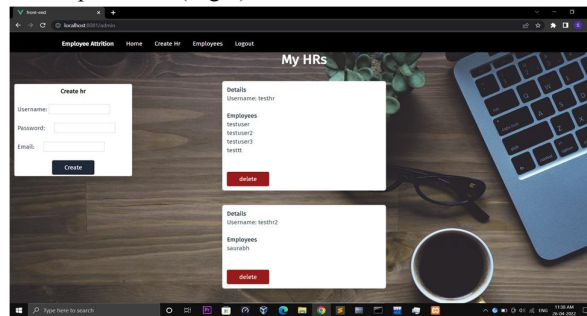 front-end
localhost:8081/admin
Employee Attrition Home Create Hr Employees Logout
My HRs
Create hr
Username:
Password:
Email:
Create
Details
Username: testhr
Employees
testuser
testuser2
testuser3
testtt
delete
Details
Username: testhr2
Employees
saurabh
delete
Type here to search
ENG
11:38 AM
26-04-2022